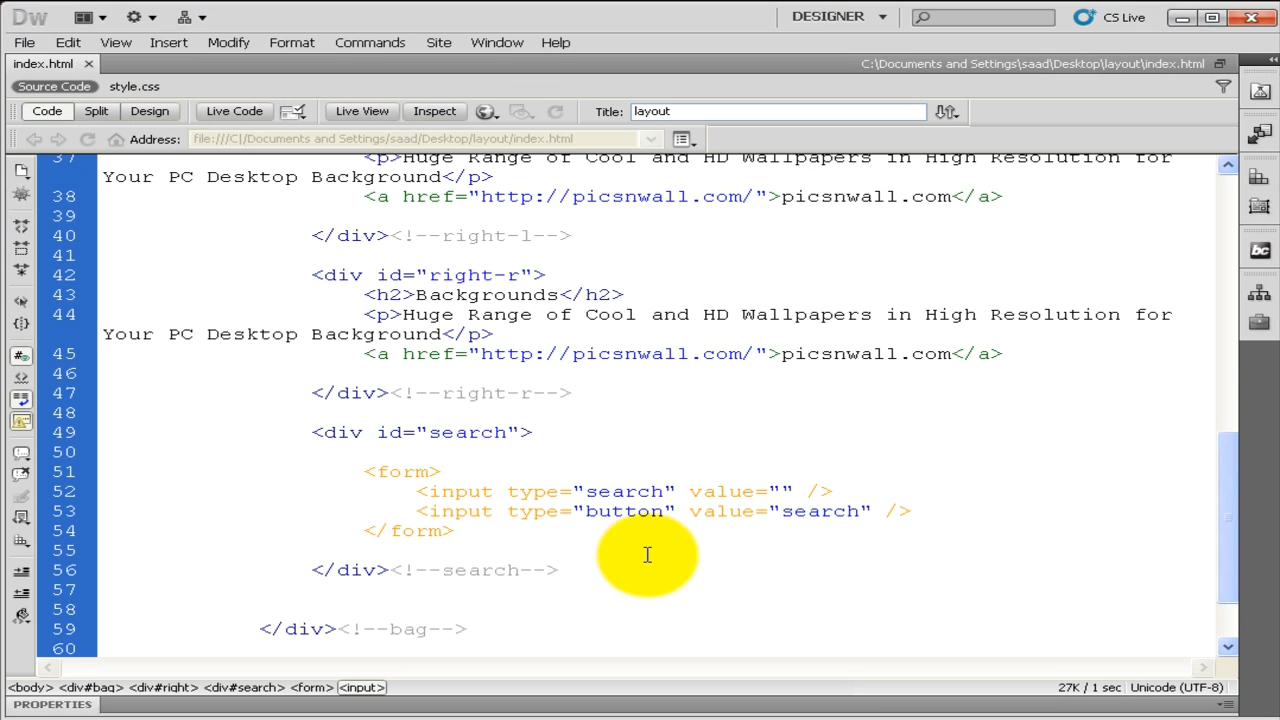 Dw DESIGNER CS Live
File Edit View Insert Modify Format Commands Site Window Help
index.html C:\Documents and Settings\saad\Desktop\layout\index.html
Source Code style.css
Code Split Design Live Code Live View Inspect Title: layout
Address: file:///C|/Documents and Settings/saad/Desktop/layout/index.html
37 <p>Huge Range of Cool and HD Wallpapers in High Resolution for
Your PC Desktop Background</p>
38 <a href="http://picsnwall.com/">picsnwall.com</a>
39
40 </div><!--right-l-->
41
42 <div id="right-r">
43 <h2>Backgrounds</h2>
44 <p>Huge Range of Cool and HD Wallpapers in High Resolution for
Your PC Desktop Background</p>
45 <a href="http://picsnwall.com/">picsnwall.com</a>
46
47 </div><!--right-r-->
48
49 <div id="search">
50
51 <form>
52 <input type="search" value="" />
53 <input type="button" value="search" />
54 </form>
55
56 </div><!--search-->
57
58
59 </div><!--bag-->
60
<body> <div#bag> <div#right> <div#search> <form> <input> 27K / 1 sec Unicode (UTF-8)
PROPERTIES
bc